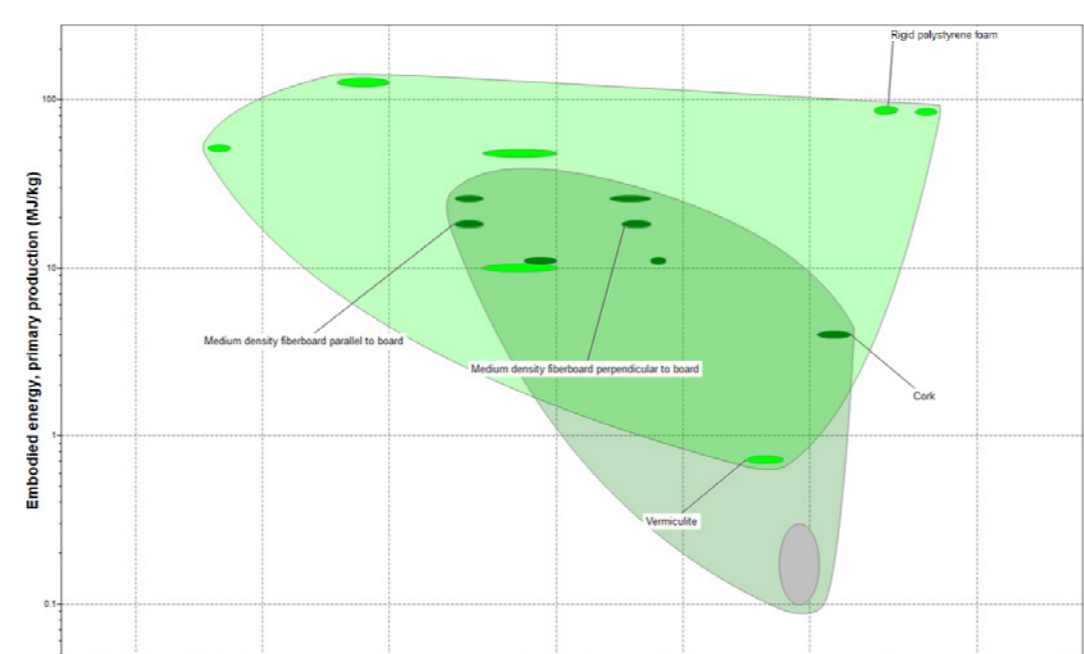 Rigid polystyrene foam
100
Embodied energy, primary production (MJ/kg)
10
Medium density fiberboard parallel to board
Medium density fiberboard perpendicular to board
Cork
1
Vermiculite
0.1